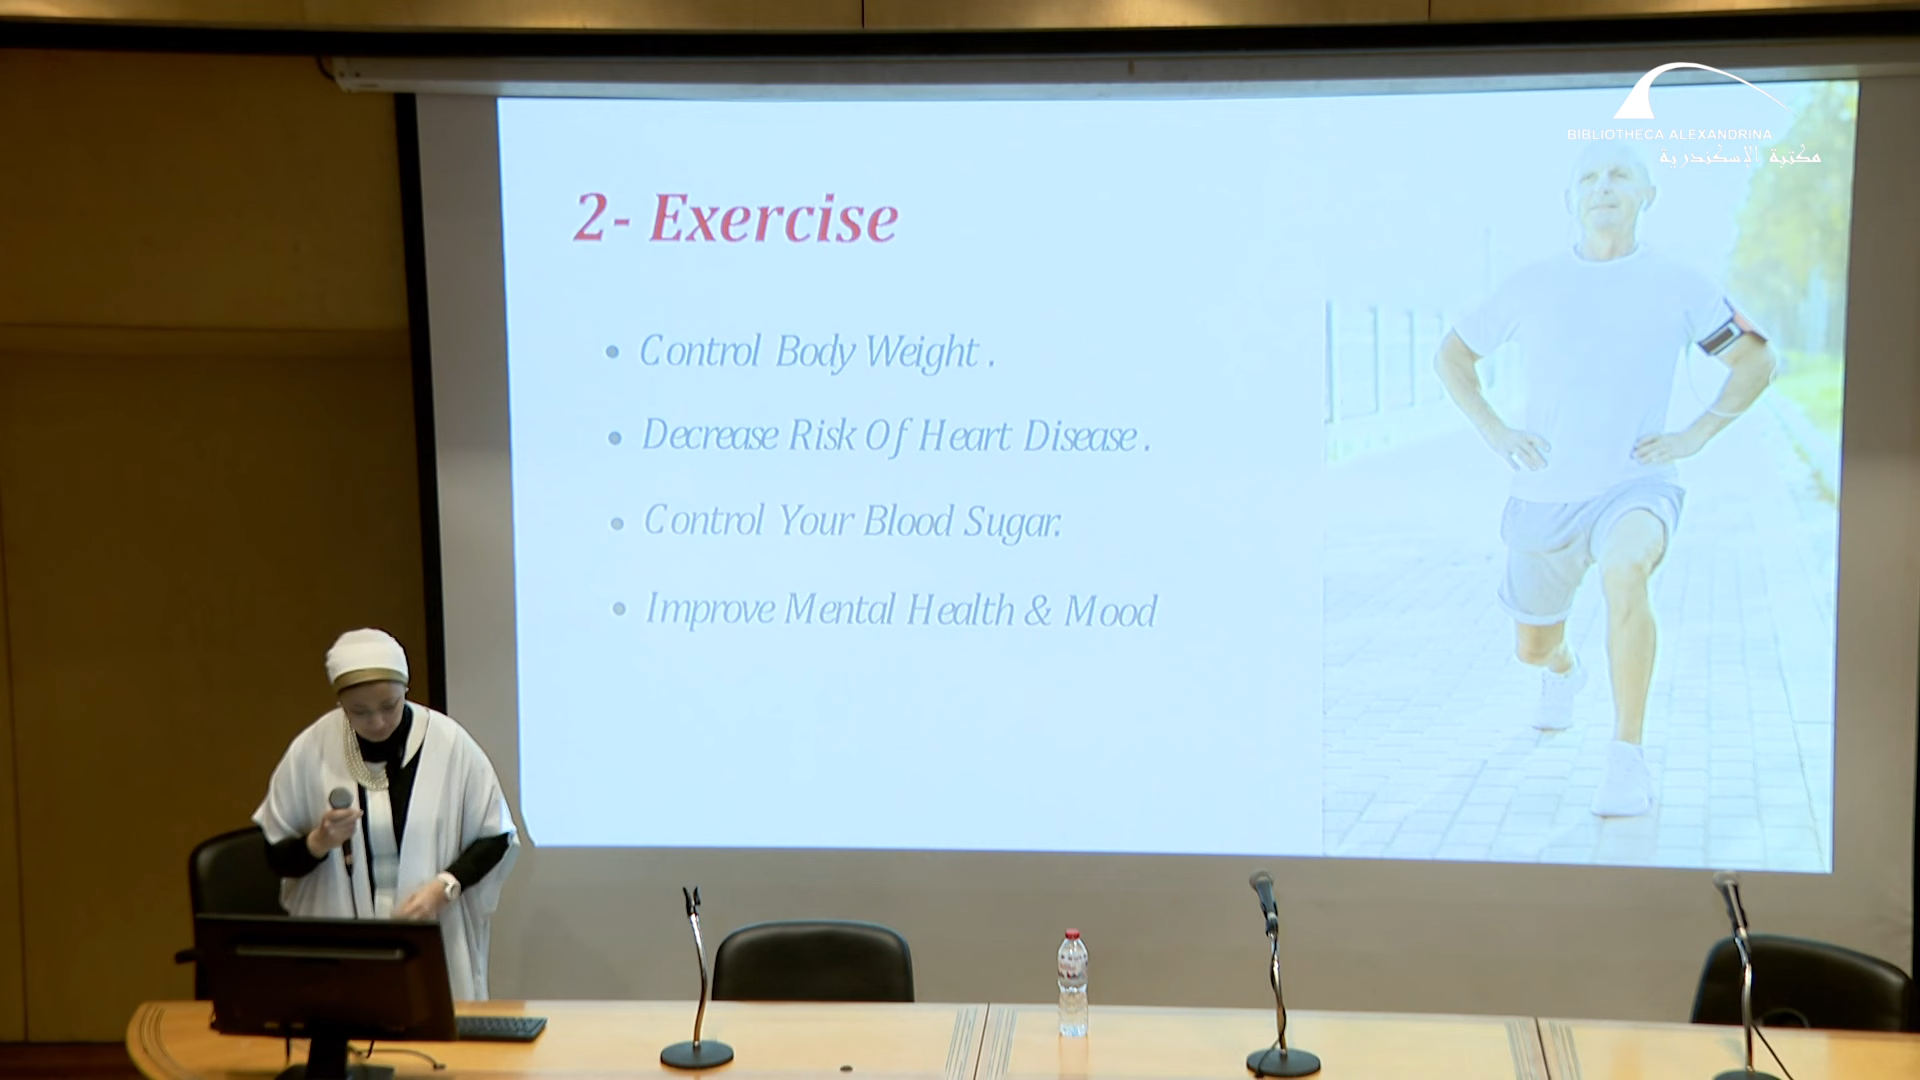 BIBLIOTHECA ALEXANDRINA
مكتبة الإسكندرية
2- Exercise
• Control Body Weight .
• Decrease Risk Of Heart Disease .
• Control Your Blood Sugar.
• Improve Mental Health & Mood